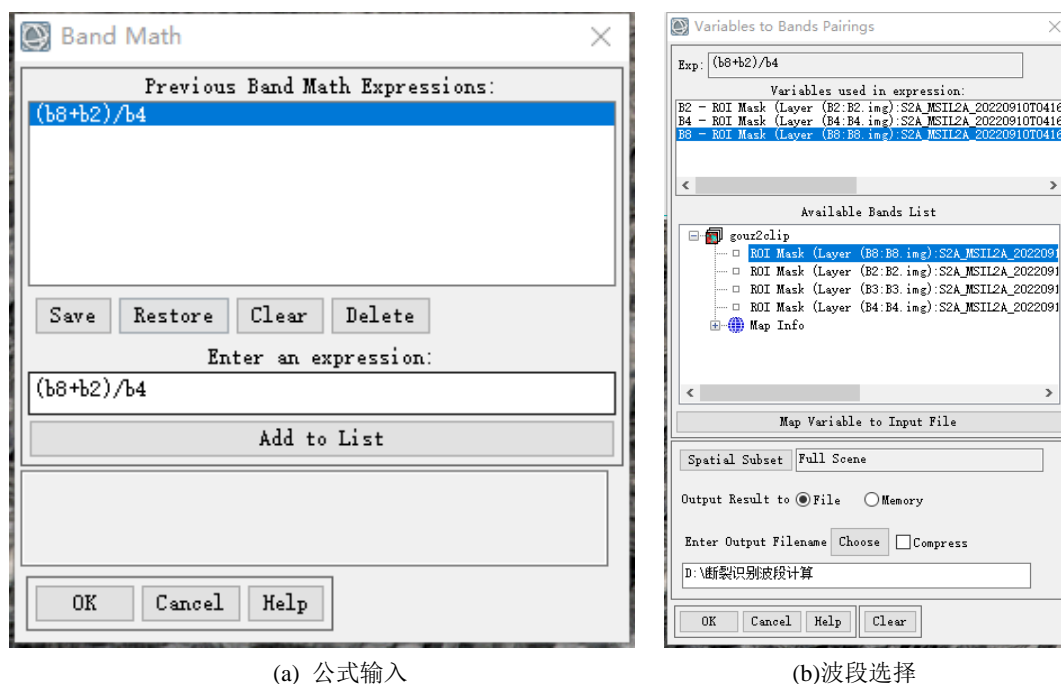 Band Math
Previous Band Math Expressions:
(b8+b2)/b4
Save Restore Clear Delete
Enter an expression:
(b8+b2)/b4
Add to List
OK Cancel Help
(a) 公式输入
Variables to Bands Pairings
Exp: (b8+b2)/b4
Variables used in expression:
B2 - ROI Mask (Layer (B2:B2.img):S2A_MSIL2A_20220910T0416
B4 - ROI Mask (Layer (B4:B4.img):S2A_MSIL2A_20220910T0416
B8 - ROI Mask (Layer (B8:B8.img):S2A_MSIL2A_20220910T0416
Available Bands List
gouz2clip
ROI Mask (Layer (B8:B8.img):S2A_MSIL2A_2022091
ROI Mask (Layer (B2:B2.img):S2A_MSIL2A_2022091
ROI Mask (Layer (B3:B3.img):S2A_MSIL2A_2022091
ROI Mask (Layer (B4:B4.img):S2A_MSIL2A_2022091
Map Info
Map Variable to Input File
Spatial Subset Full Scene
Output Result to File Memory
Enter Output Filename Choose Compress
D:\断裂识别波段计算
OK Cancel Help Clear
(b)波段选择